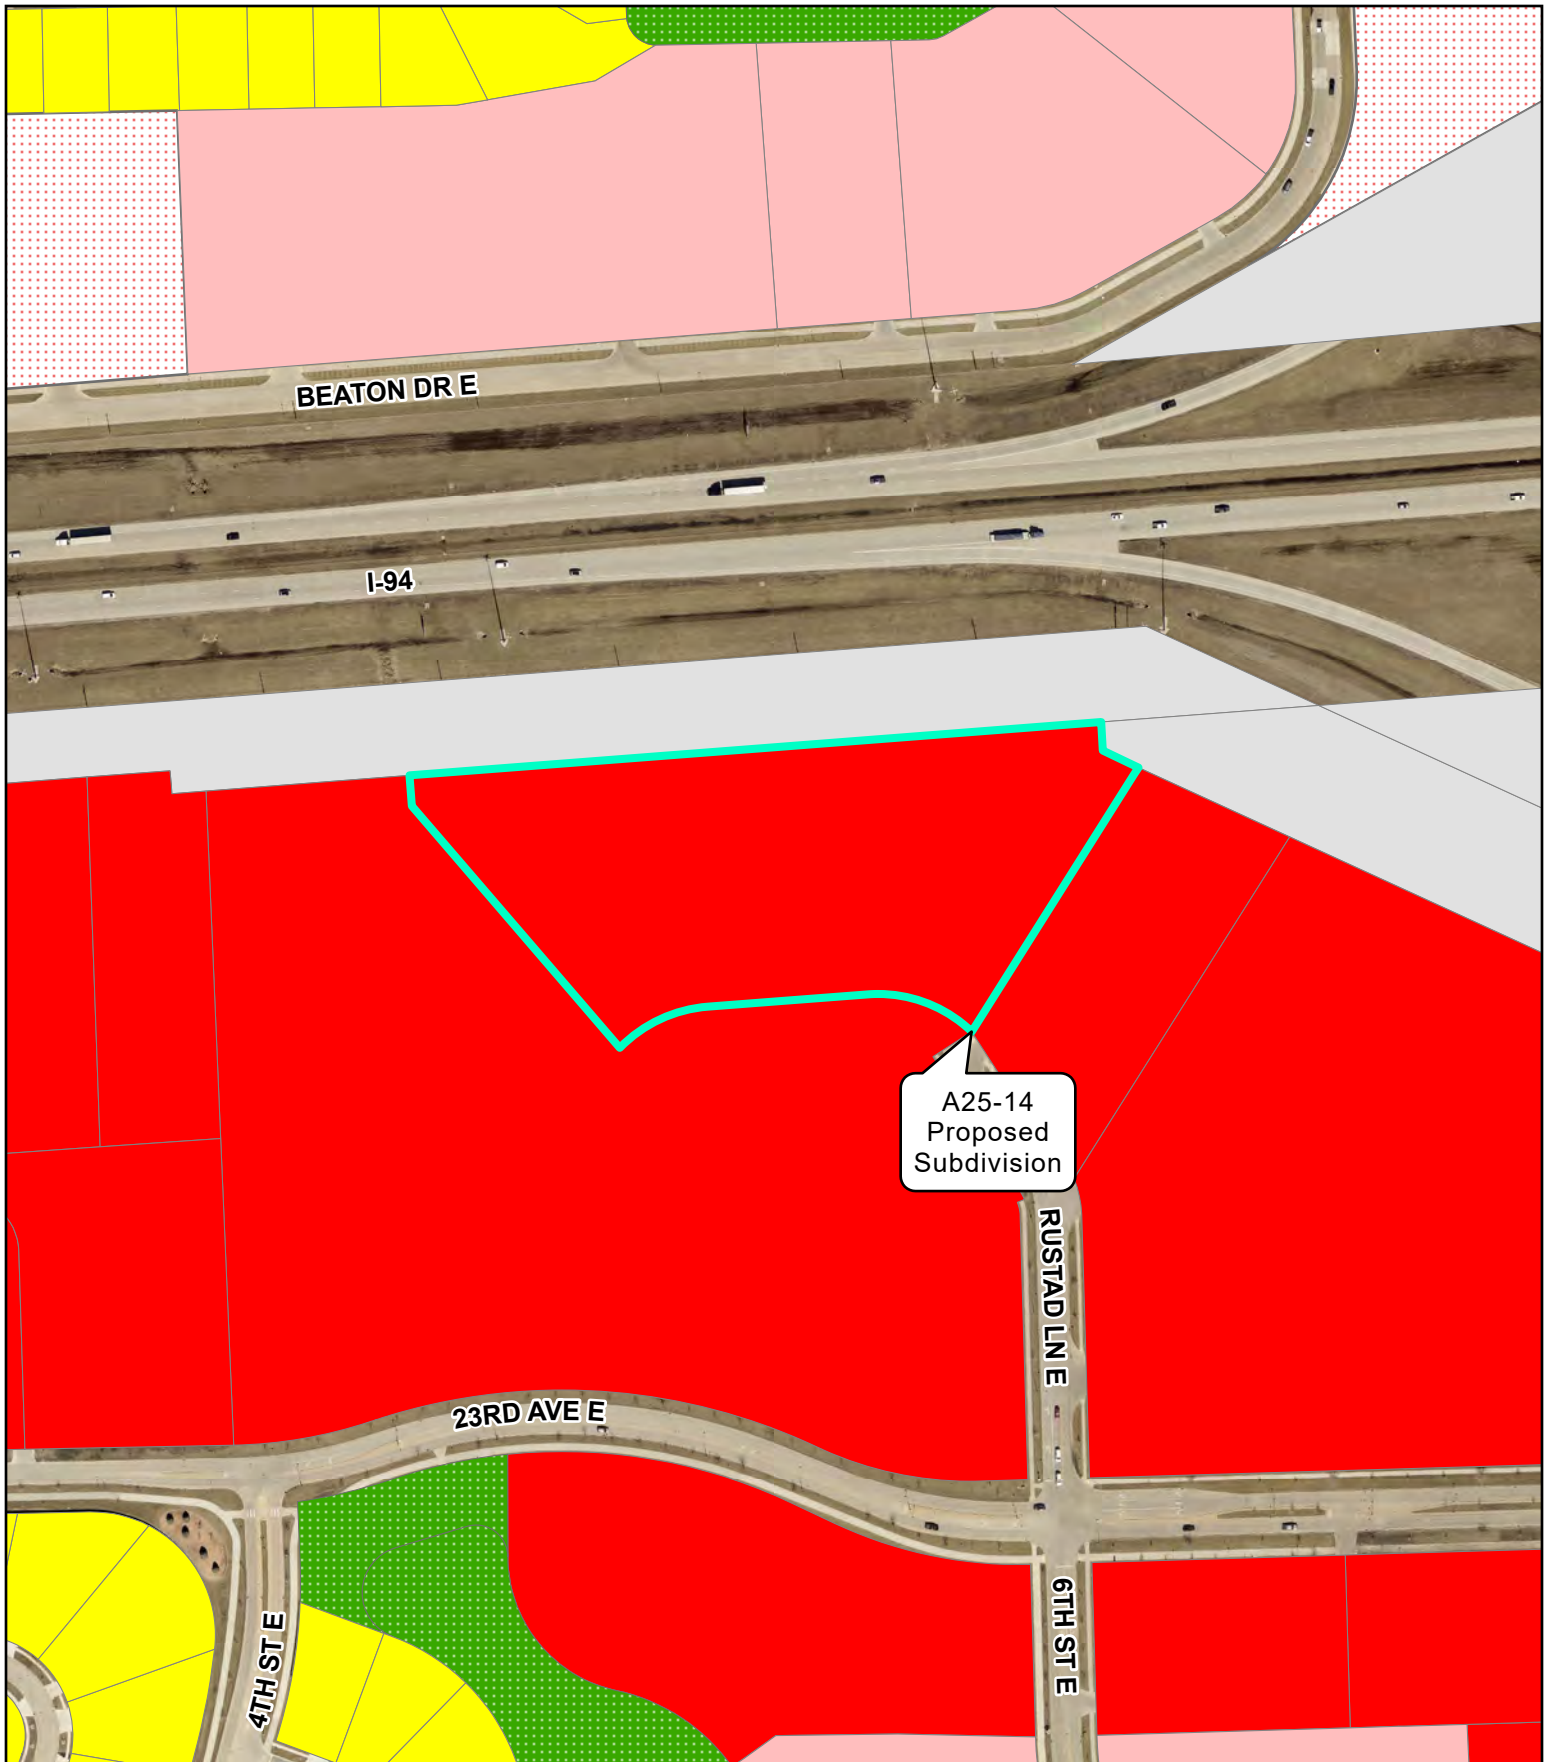 BEATON DR E
I-94
A25-14
Proposed
Subdivision
RUSTAD LN E
23RD AVE E
4TH ST E
6TH ST E